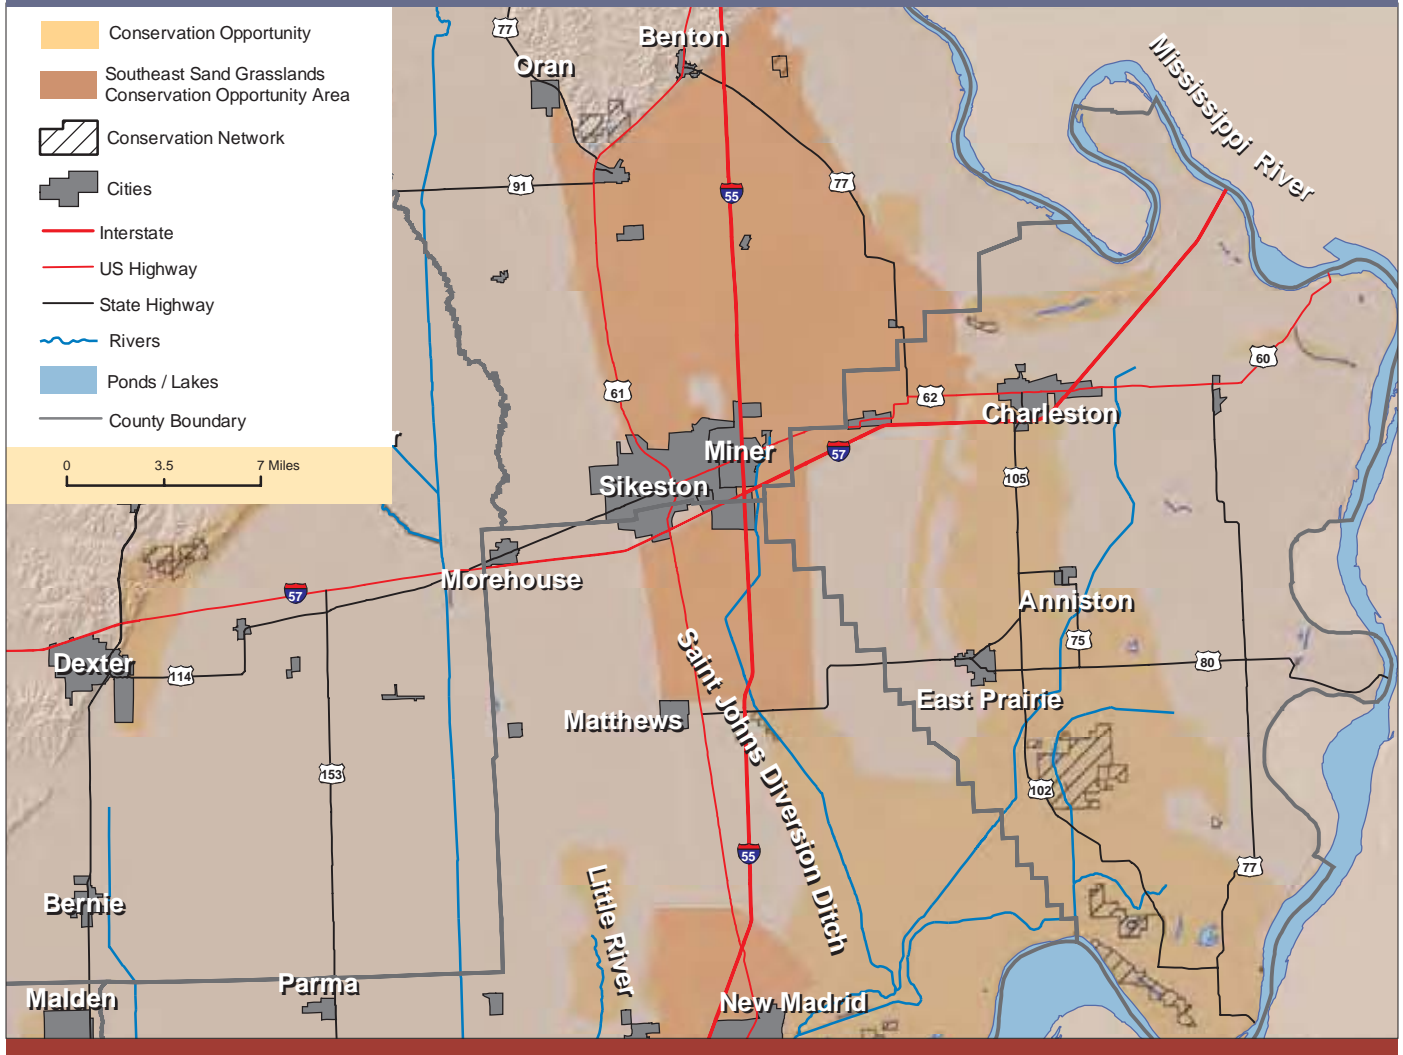 Conservation Opportunity
Southeast Sand Grasslands
Conservation Opportunity Area
Conservation Network
Cities
Interstate
US Highway
State Highway
Rivers
Ponds / Lakes
County Boundary
0 3.5 7 Miles
77
Benton
Oran
Mississippi River
91
55
77
61
62
60
Charleston
Miner
57
Sikeston
105
Morehouse
57
Anniston
75
Dexter
114
80
East Prairie
Matthews
Saint Johns Diversion Ditch
153
102
55
77
Little River
Bernie
Parma
Malden
New Madrid